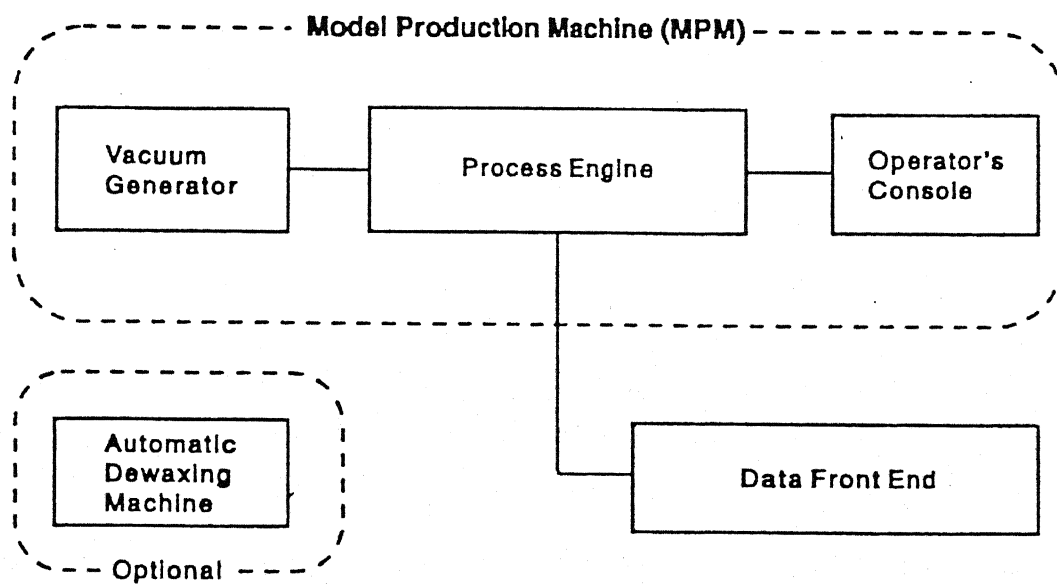 Model Production Machine (MPM)
Vacuum
Generator
Process Engine
Operator's
Console
Automatic
Dewaxing
Machine
Data Front End
Optional